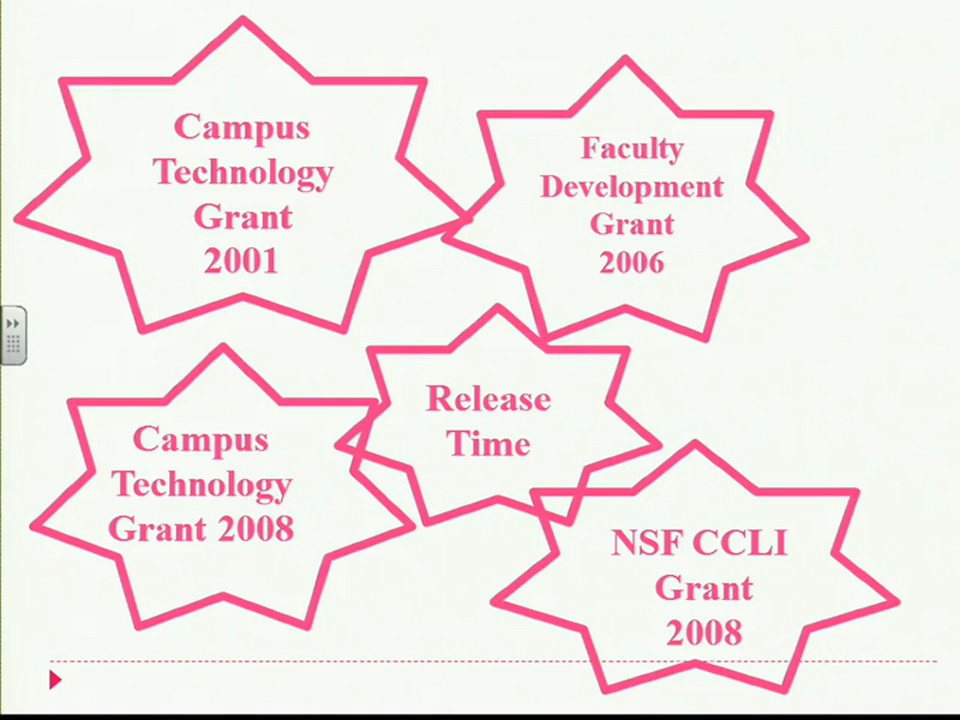 Campus
Technology
Grant
2001
Faculty
Development
Grant
2006
Release
Time
Campus
Technology
Grant 2008
NSF CCLI
Grant
2008